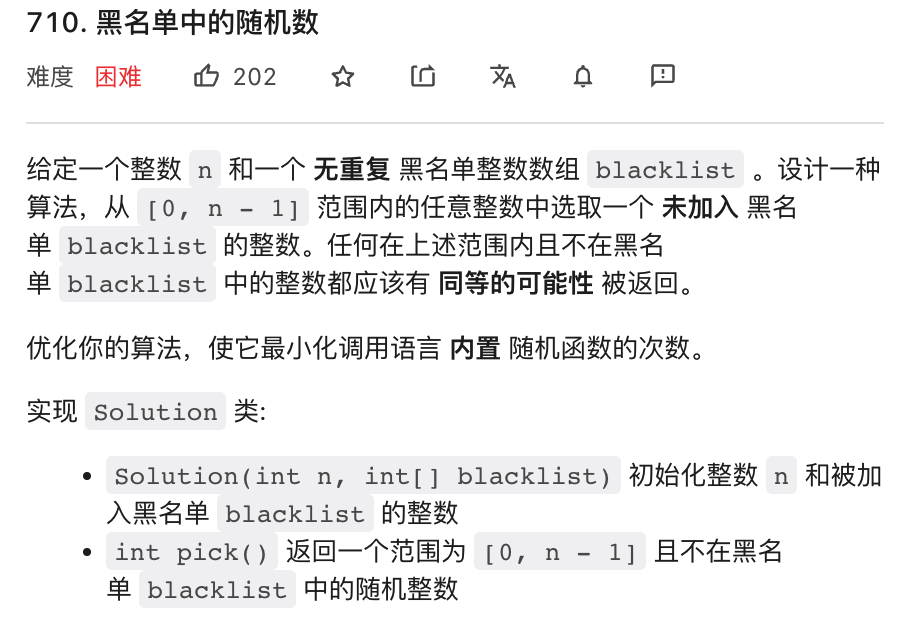 710. 黑名单中的随机数
难度 困难 202
给定一个整数 n 和一个 无重复 黑名单整数数组 blacklist 。设计一种
算法，从 [0, n - 1] 范围内的任意整数中选取一个 未加入 黑名
单 blacklist 的整数。任何在上述范围内且不在黑名
单 blacklist 中的整数都应该有 同等的可能性 被返回。
优化你的算法，使它最小化调用语言 内置 随机函数的次数。
实现 Solution 类:
• Solution(int n, int[] blacklist) 初始化整数 n 和被加
入黑名单 blacklist 的整数
• int pick() 返回一个范围为 [0, n - 1] 且不在黑名
单 blacklist 中的随机整数